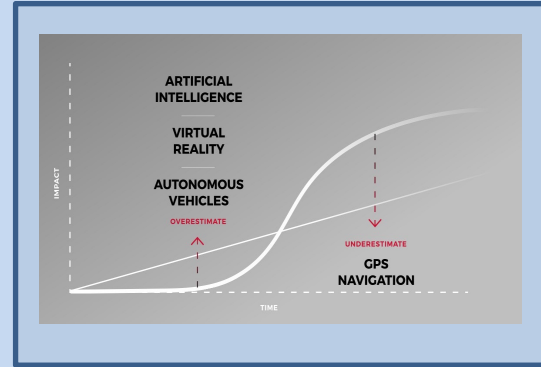 ARTIFICIAL
INTELLIGENCE
VIRTUAL
REALITY
AUTONOMOUS
VEHICLES
OVERESTIMATE
IMPACT
UNDERESTIMATE
GPS
NAVIGATION
TIME